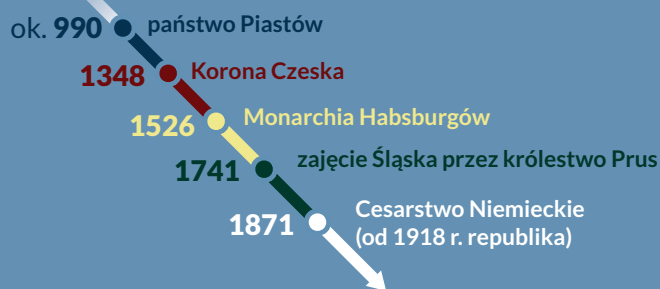 ok. 990 państwo Piastów
1348 Korona Czeska
1526 Monarchia Habsburgów
1741 zajęcie Śląska przez królestwo Prus
1871 Cesarstwo Niemieckie
(od 1918 r. republika)